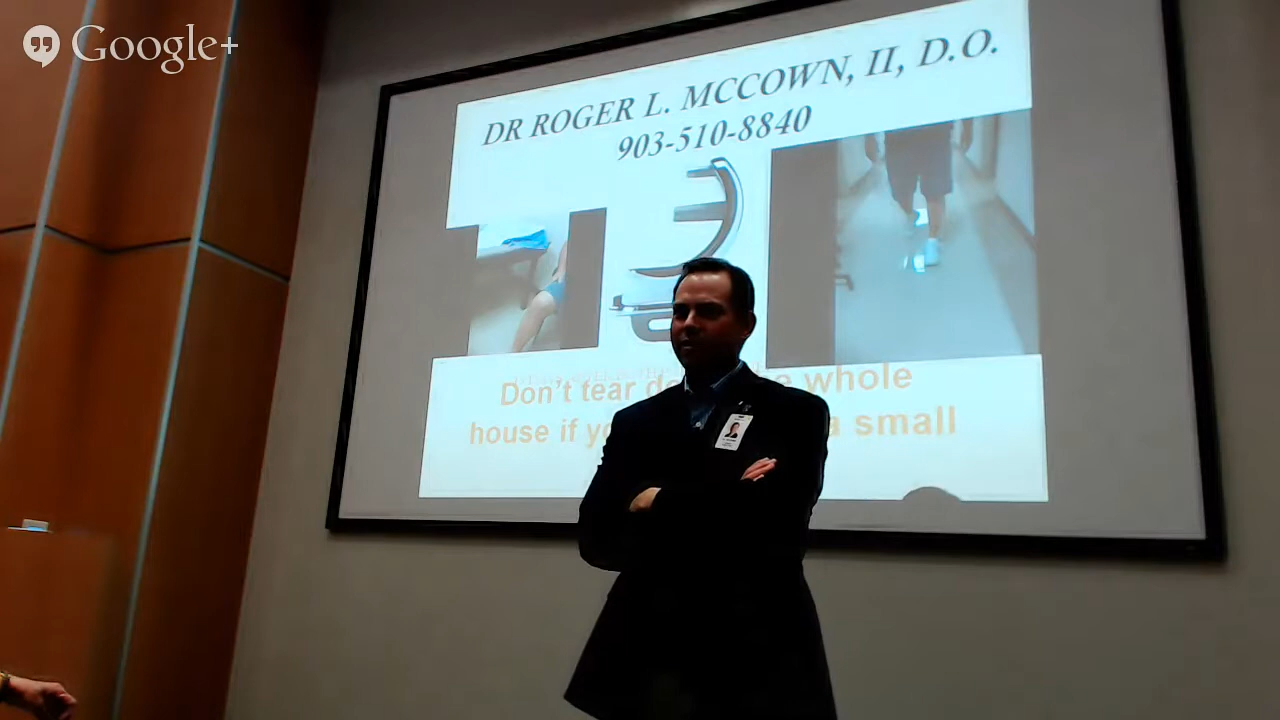 Google+
DR ROGER L. MCCOWN, II, D.O.
903-510-8840
Don't tear whole
house if a small